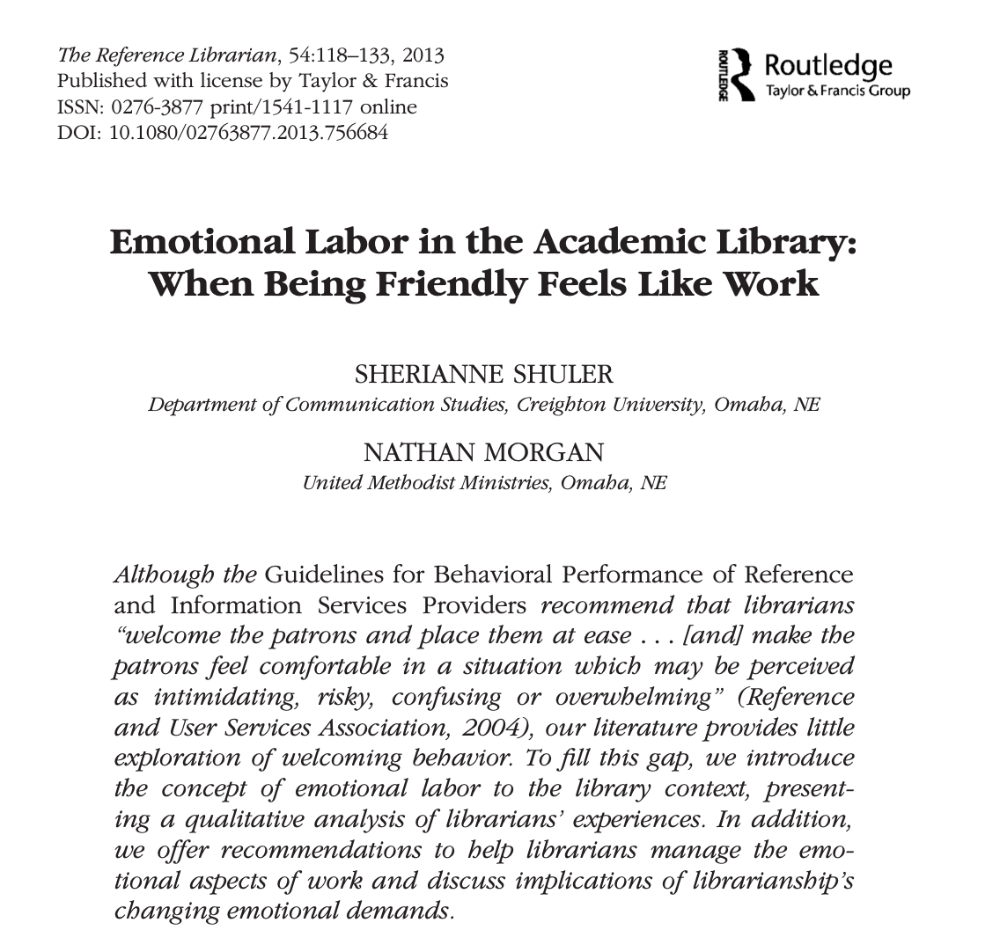 The Reference Librarian, 54:118–133, 2013
Published with license by Taylor & Francis
ISSN: 0276-3877 print/1541-1117 online
DOI: 10.1080/02763877.2013.756684
ROUTLEDGE
Routledge
Taylor & Francis Group
Emotional Labor in the Academic Library:
When Being Friendly Feels Like Work
SHERIANNE SHULER
Department of Communication Studies, Creighton University, Omaha, NE
NATHAN MORGAN
United Methodist Ministries, Omaha, NE
Although the Guidelines for Behavioral Performance of Reference
and Information Services Providers recommend that librarians
“welcome the patrons and place them at ease . . . [and] make the
patrons feel comfortable in a situation which may be perceived
as intimidating, risky, confusing or overwhelming” (Reference
and User Services Association, 2004), our literature provides little
exploration of welcoming behavior. To fill this gap, we introduce
the concept of emotional labor to the library context, present-
ing a qualitative analysis of librarians’ experiences. In addition,
we offer recommendations to help librarians manage the emo-
tional aspects of work and discuss implications of librarianship’s
changing emotional demands.